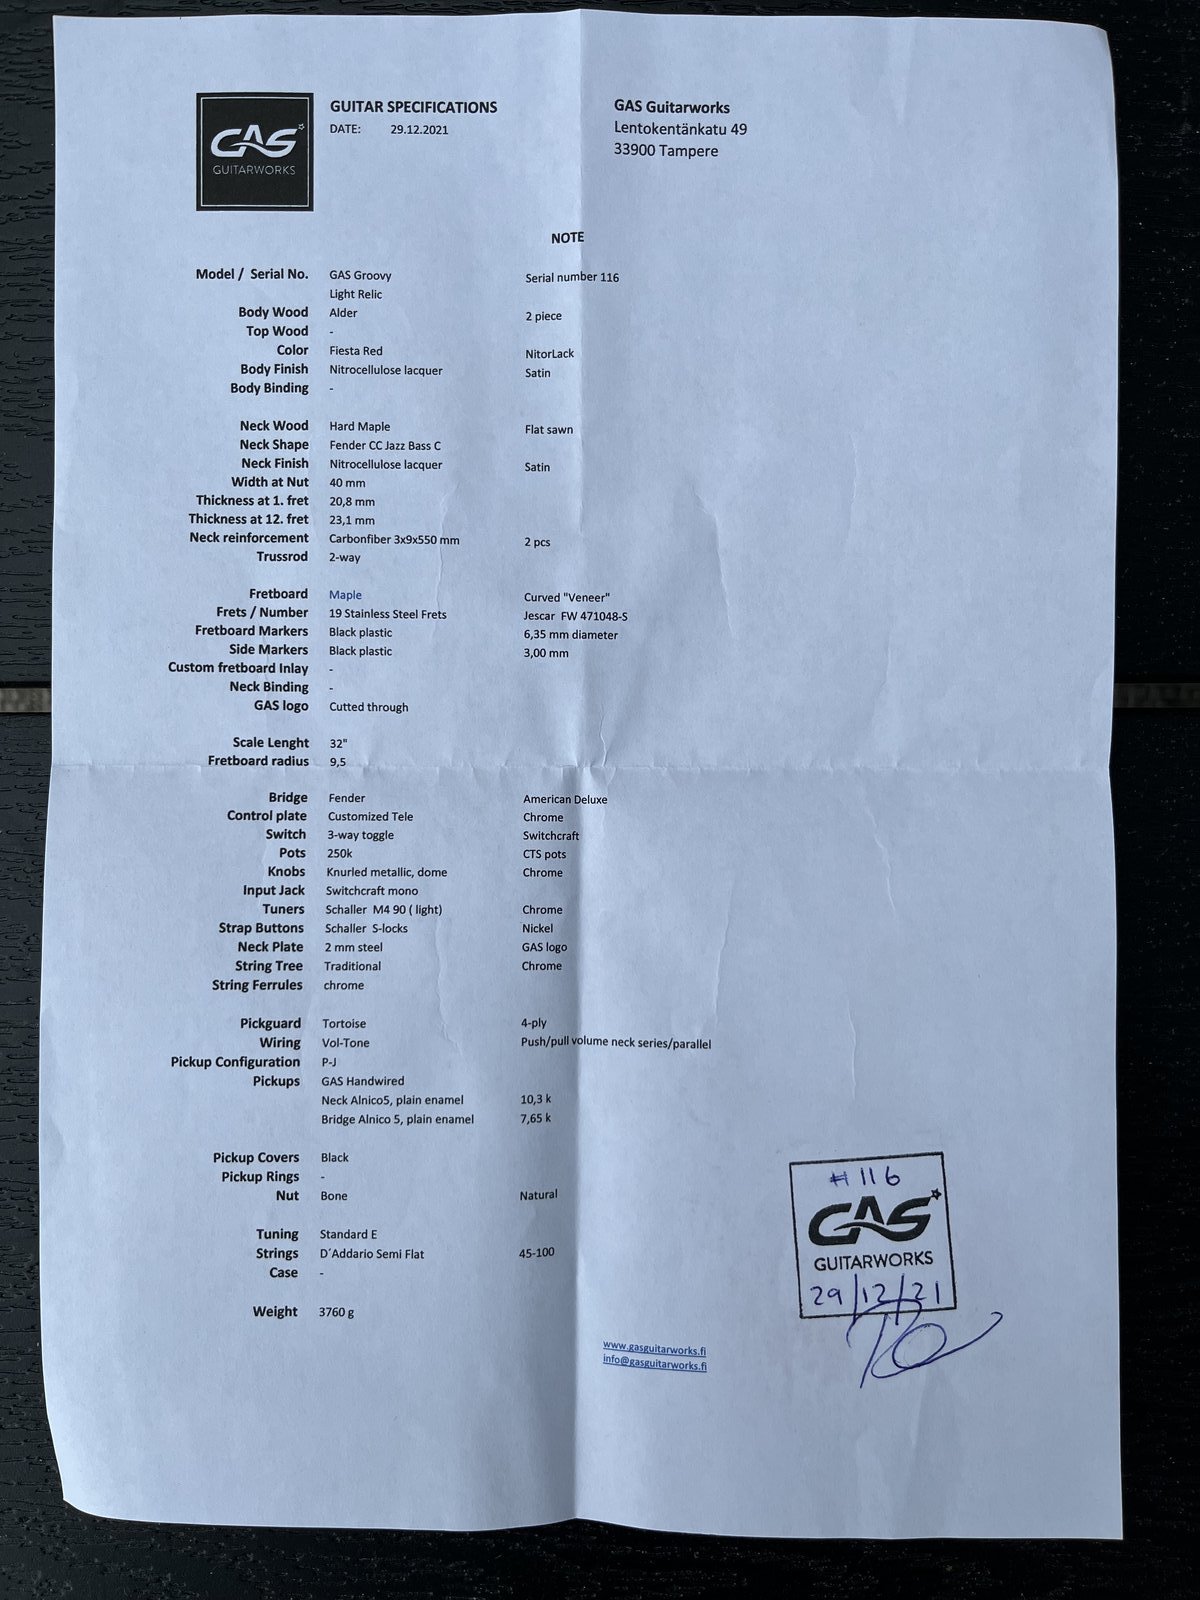 GAS
GUITARWORKS
GUITAR SPECIFICATIONS
DATE: 29.12.2021
GAS Guitarworks
Lentokentänkatu 49
33900 Tampere
NOTE
Model / Serial No. GAS Groovy Serial number 116
Light Relic
Body Wood Alder 2 piece
Top Wood -
Color Fiesta Red NitorLack
Body Finish Nitrocellulose lacquer Satin
Body Binding -
Neck Wood Hard Maple Flat sawn
Neck Shape Fender CC Jazz Bass C
Neck Finish Nitrocellulose lacquer Satin
Width at Nut 40 mm
Thickness at 1. fret 20,8 mm
Thickness at 12. fret 23,1 mm
Neck reinforcement Carbonfiber 3x9x550 mm 2 pcs
Trussrod 2-way
Fretboard Maple Curved "Veneer"
Frets / Number 19 Stainless Steel Frets Jescar FW 471048-S
Fretboard Markers Black plastic 6,35 mm diameter
Side Markers Black plastic 3,00 mm
Custom fretboard Inlay -
Neck Binding -
GAS logo Cutted through
Scale Lenght 32"
Fretboard radius 9,5
Bridge Fender American Deluxe
Control plate Customized Tele Chrome
Switch 3-way toggle Switchcraft
Pots 250k CTS pots
Knobs Knurled metallic, dome Chrome
Input Jack Switchcraft mono
Tuners Schaller M4 90 ( light) Chrome
Strap Buttons Schaller S-locks Nickel
Neck Plate 2 mm steel GAS logo
String Tree Traditional Chrome
String Ferrules chrome
Pickguard Tortoise 4-ply
Wiring Vol-Tone Push/pull volume neck series/parallel
Pickup Configuration P-J
Pickups GAS Handwired
Neck Alnico5, plain enamel 10,3 k
Bridge Alnico 5, plain enamel 7,65 k
Pickup Covers Black
Pickup Rings -
Nut Bone Natural
Tuning Standard E
Strings D´Addario Semi Flat 45-100
Case -
Weight 3760 g
www.gasguitarworks.fi
info@gasguitarworks.fi
#116
GAS
GUITARWORKS
29/12/21